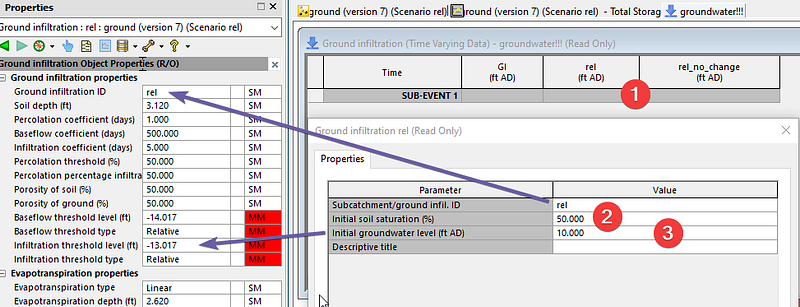 Properties
Ground infiltration : rel : ground (version 7) (Scenario rel)
Ground infiltration Object Properties (R/O)
Ground infiltration properties
Ground infiltration ID rel SM
Soil depth (ft) 3.120 SM
Percolation coefficient (days) 1.000 SM
Baseflow coefficient (days) 500.000 SM
Infiltration coefficient (days) 5.000 SM
Percolation threshold (%) 50.000 SM
Percolation percentage infiltra 50.000 SM
Porosity of soil (%) 50.000 SM
Porosity of ground (%) 50.000 SM
Baseflow threshold level (ft) -14.017 MM
Baseflow threshold type Relative MM
Infiltration threshold level (ft) -13.017 MM
Infiltration threshold type Relative MM
Evapotranspiration properties
Evapotranspiration type Linear SM
Evapotranspiration depth (ft) 2.620 SM
ground (version 7) (Scenario rel) ground (version 7) (Scenario rel) - Total Storag groundwater!!!
Ground infiltration (Time Varying Data) - groundwater!!! (Read Only)
Time GI (ft AD) rel (ft AD) rel_no_change (ft AD)
SUB-EVENT 1
1
Ground infiltration rel (Read Only)
Properties
Parameter Value
Subcatchment/ground infil. ID rel
Initial soil saturation (%) 50.000
2
Initial groundwater level (ft AD) 10.000
3
Descriptive title